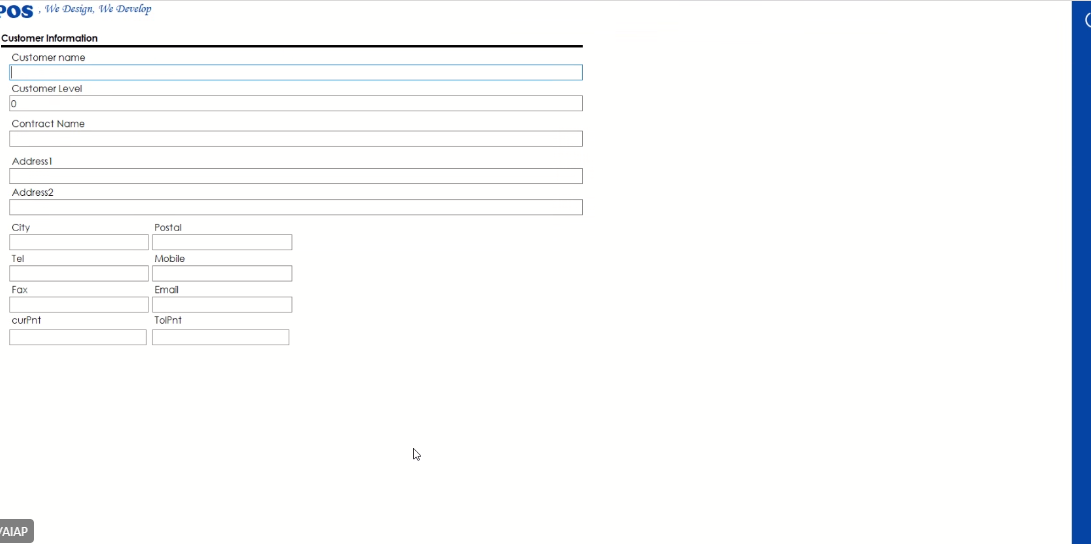 POS , We Design, We Develop
Customer Information
Customer name
Customer Level
0
Contract Name
Address1
Address2
City Postal
Tel Mobile
Fax Email
curPnt TolPnt
/AIAP